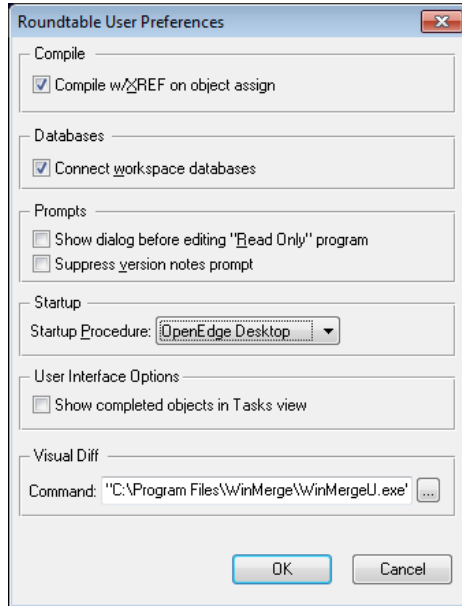 Roundtable User Preferences
Compile
Compile w/XREF on object assign
Databases
Connect workspace databases
Prompts
Show dialog before editing "Read Only" program
Suppress version notes prompt
Startup
Startup Procedure: OpenEdge Desktop
User Interface Options
Show completed objects in Tasks view
Visual Diff
Command: "C:\Program Files\WinMerge\WinMergeU.exe" ...
OK Cancel